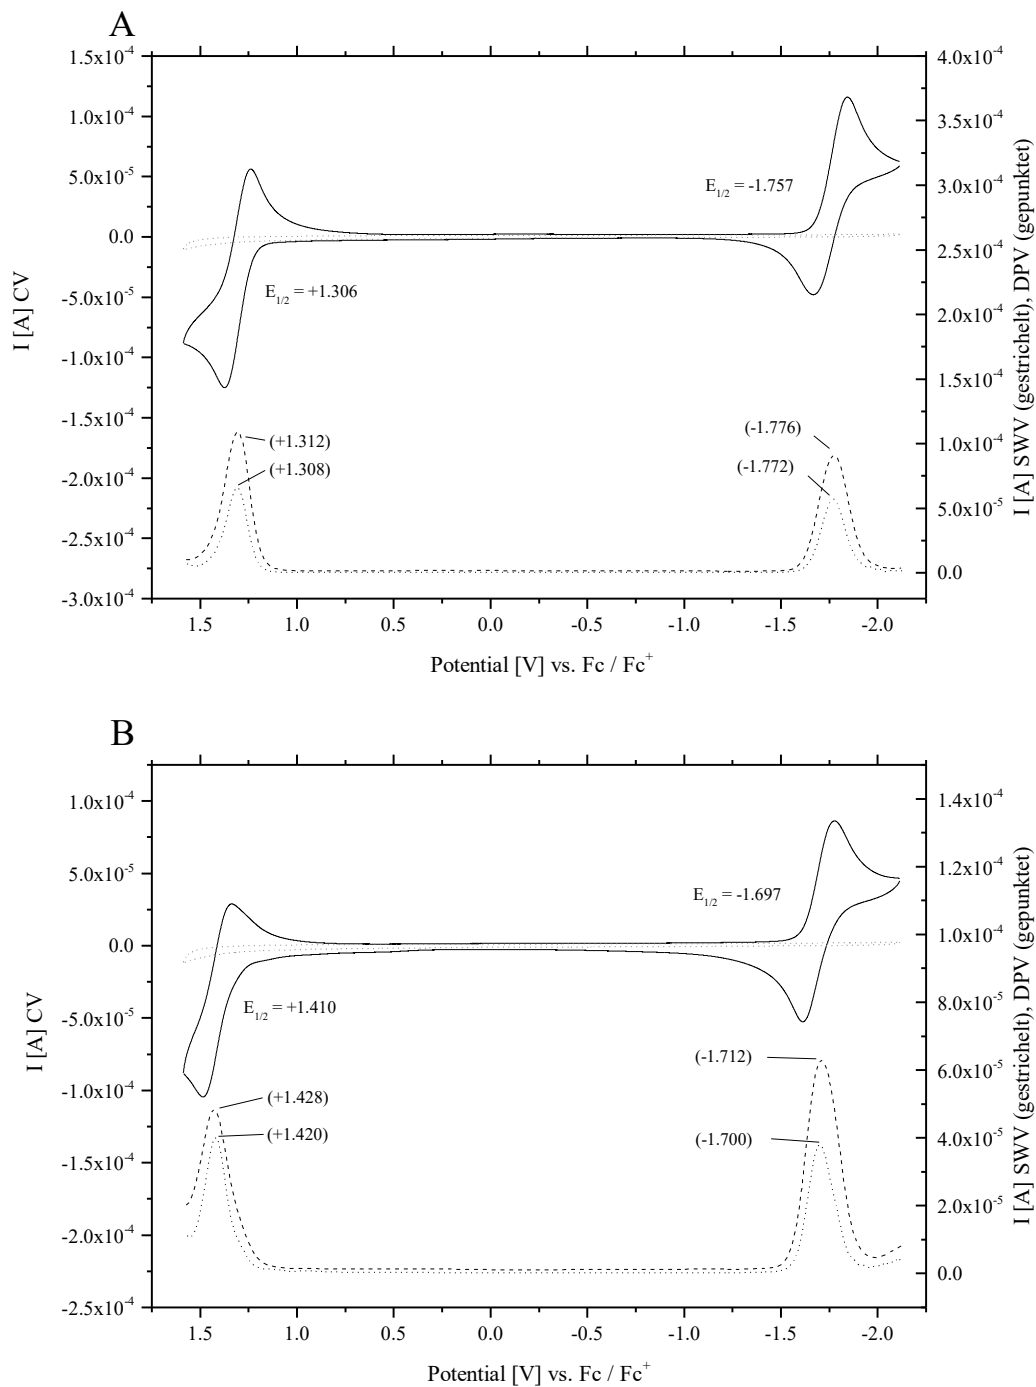 A
1.5x10⁻⁴
1.0x10⁻⁴
5.0x10⁻⁵
0.0
-5.0x10⁻⁵
-1.0x10⁻⁴
-1.5x10⁻⁴
-2.0x10⁻⁴
-2.5x10⁻⁴
-3.0x10⁻⁴
I [A] CV
4.0x10⁻⁴
3.5x10⁻⁴
3.0x10⁻⁴
2.5x10⁻⁴
2.0x10⁻⁴
1.5x10⁻⁴
1.0x10⁻⁴
5.0x10⁻⁵
0.0
I [A] SWV (gestrichelt), DPV (gepunktet)
E₁/₂ = -1.757
E₁/₂ = +1.306
(+1.312)
(+1.308)
(-1.776)
(-1.772)
1.5 1.0 0.5 0.0 -0.5 -1.0 -1.5 -2.0
Potential [V] vs. Fc / Fc⁺
B
1.0x10⁻⁴
5.0x10⁻⁵
0.0
-5.0x10⁻⁵
-1.0x10⁻⁴
-1.5x10⁻⁴
-2.0x10⁻⁴
-2.5x10⁻⁴
I [A] CV
1.4x10⁻⁴
1.2x10⁻⁴
1.0x10⁻⁴
8.0x10⁻⁵
6.0x10⁻⁵
4.0x10⁻⁵
2.0x10⁻⁵
0.0
I [A] SWV (gestrichelt), DPV (gepunktet)
E₁/₂ = -1.697
E₁/₂ = +1.410
(-1.712)
(+1.428)
(+1.420)
(-1.700)
1.5 1.0 0.5 0.0 -0.5 -1.0 -1.5 -2.0
Potential [V] vs. Fc / Fc⁺